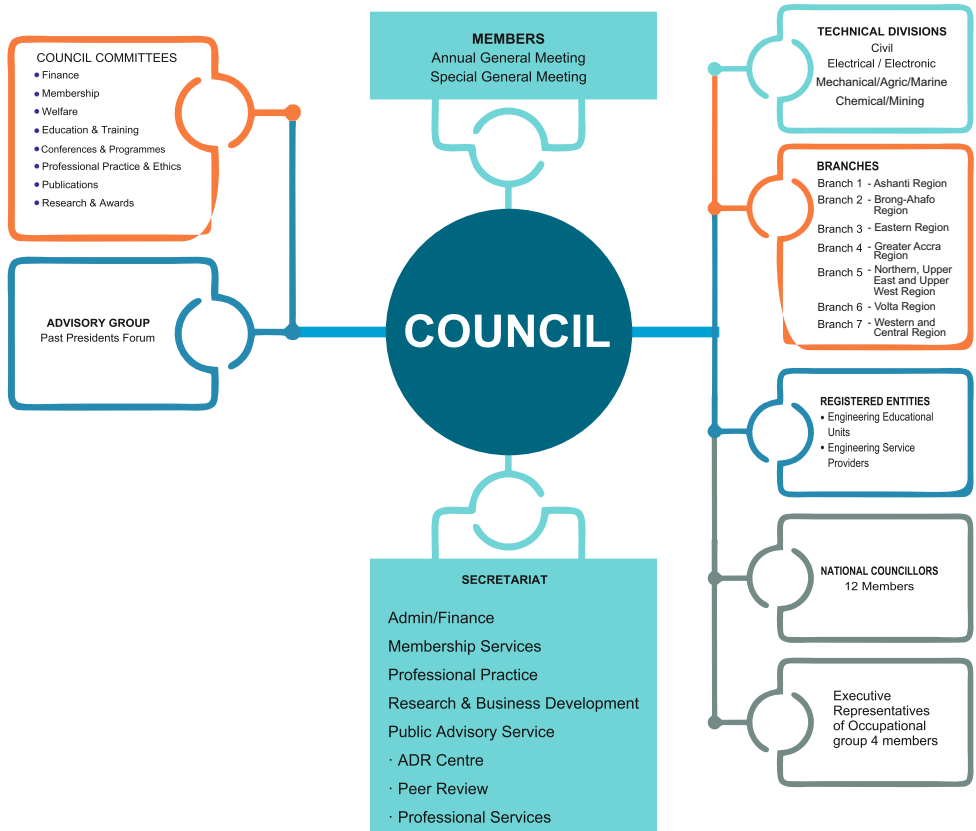 COUNCIL COMMITTEES
• Finance
• Membership
• Welfare
• Education & Training
• Conferences & Programmes
• Professional Practice & Ethics
• Publications
• Research & Awards
ADVISORY GROUP
Past Presidents Forum
MEMBERS
Annual General Meeting
Special General Meeting
COUNCIL
SECRETARIAT
Admin/Finance
Membership Services
Professional Practice
Research & Business Development
Public Advisory Service
· ADR Centre
· Peer Review
· Professional Services
TECHNICAL DIVISIONS
Civil
Electrical / Electronic
Mechanical/Agric/Marine
Chemical/Mining
BRANCHES
Branch 1 - Ashanti Region
Branch 2 - Brong-Ahafo
Region
Branch 3 - Eastern Region
Branch 4 - Greater Accra
Region
Branch 5 - Northern, Upper
East and Upper
West Region
Branch 6 - Volta Region
Branch 7 - Western and
Central Region
REGISTERED ENTITIES
• Engineering Educational
Units
• Engineering Service
Providers
NATIONAL COUNCILLORS
12 Members
Executive
Representatives
of Occupational
group 4 members